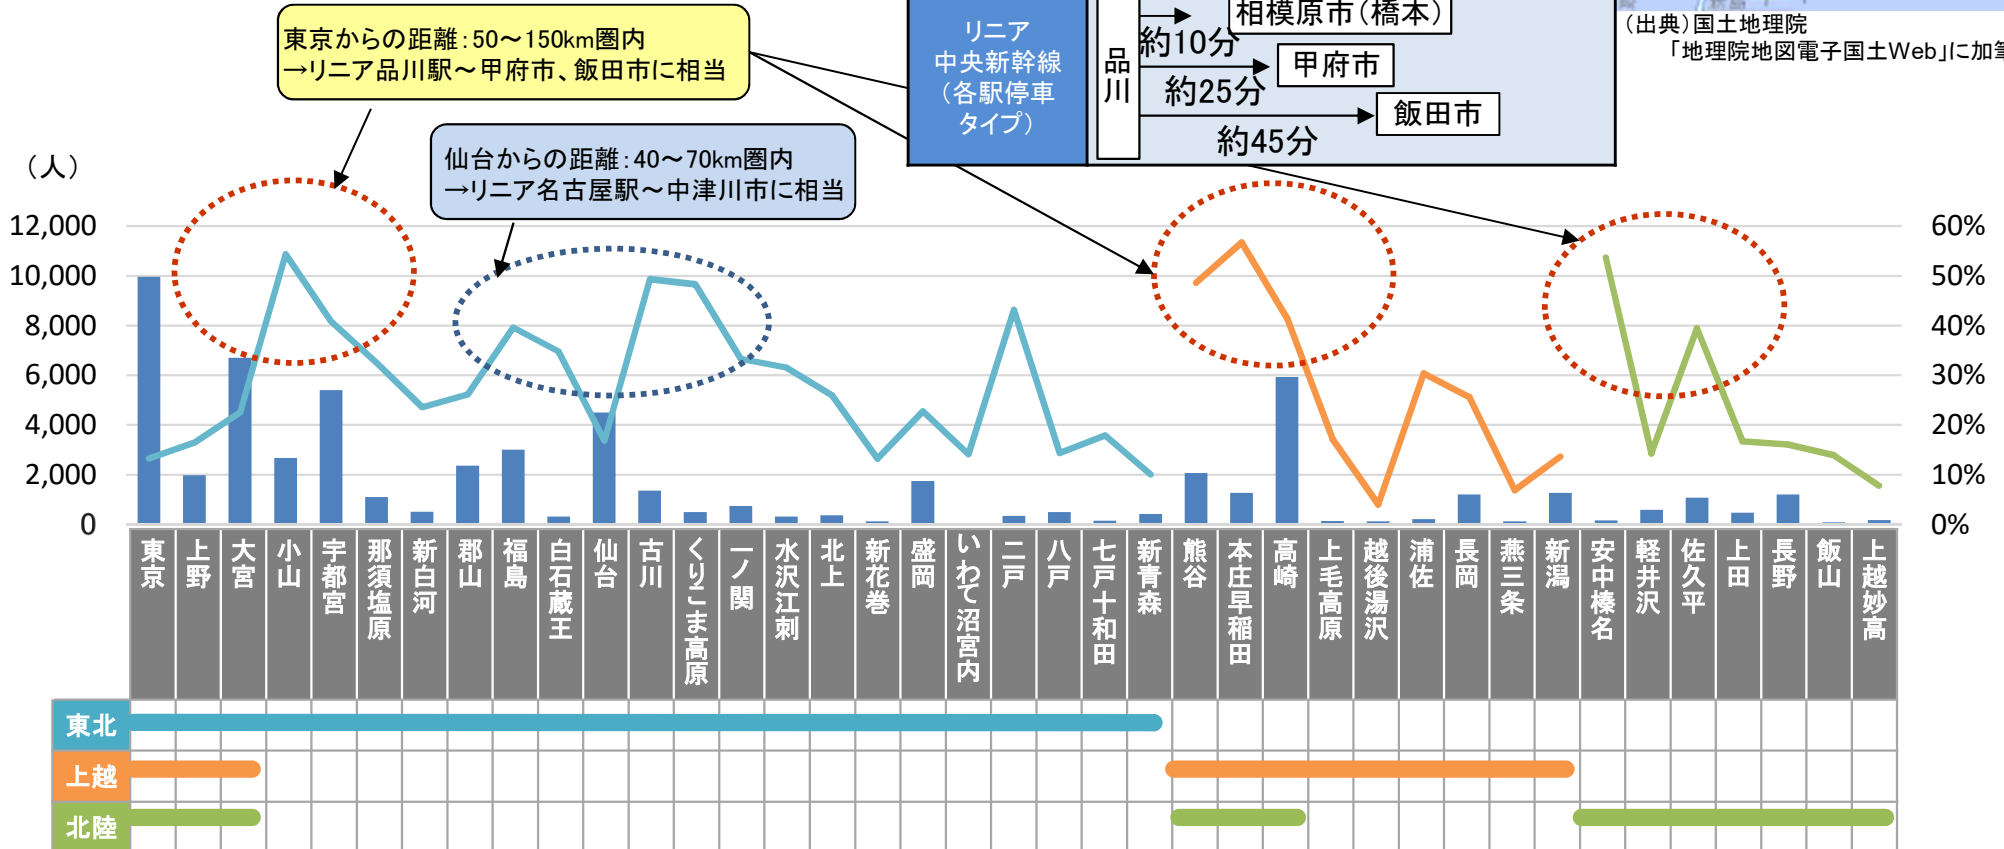 東京からの距離：50～150km圏内
→リニア品川駅～甲府市、飯田市に相当
仙台からの距離：40～70km圏内
→リニア名古屋駅～中津川市に相当
リニア
中央新幹線
（各駅停車
タイプ）
品川
相模原市（橋本）
約10分
甲府市
約25分
飯田市
約45分
（出典）国土地理院
「地理院地図電子国土Web」に加筆
（人）
12,000
10,000
8,000
6,000
4,000
2,000
0
60%
50%
40%
30%
20%
10%
0%
東京
上野
大宮
小山
宇都宮
那須塩原
新白河
郡山
福島
白石蔵王
仙台
古川
くりこま高原
一ノ関
水沢江刺
北上
新花巻
盛岡
いわて沼宮内
二戸
八戸
七戸十和田
新青森
熊谷
本庄早稲田
高崎
上毛高原
越後湯沢
浦佐
長岡
燕三条
新潟
安中榛名
軽井沢
佐久平
上田
長野
飯山
上越妙高
東北
上越
北陸